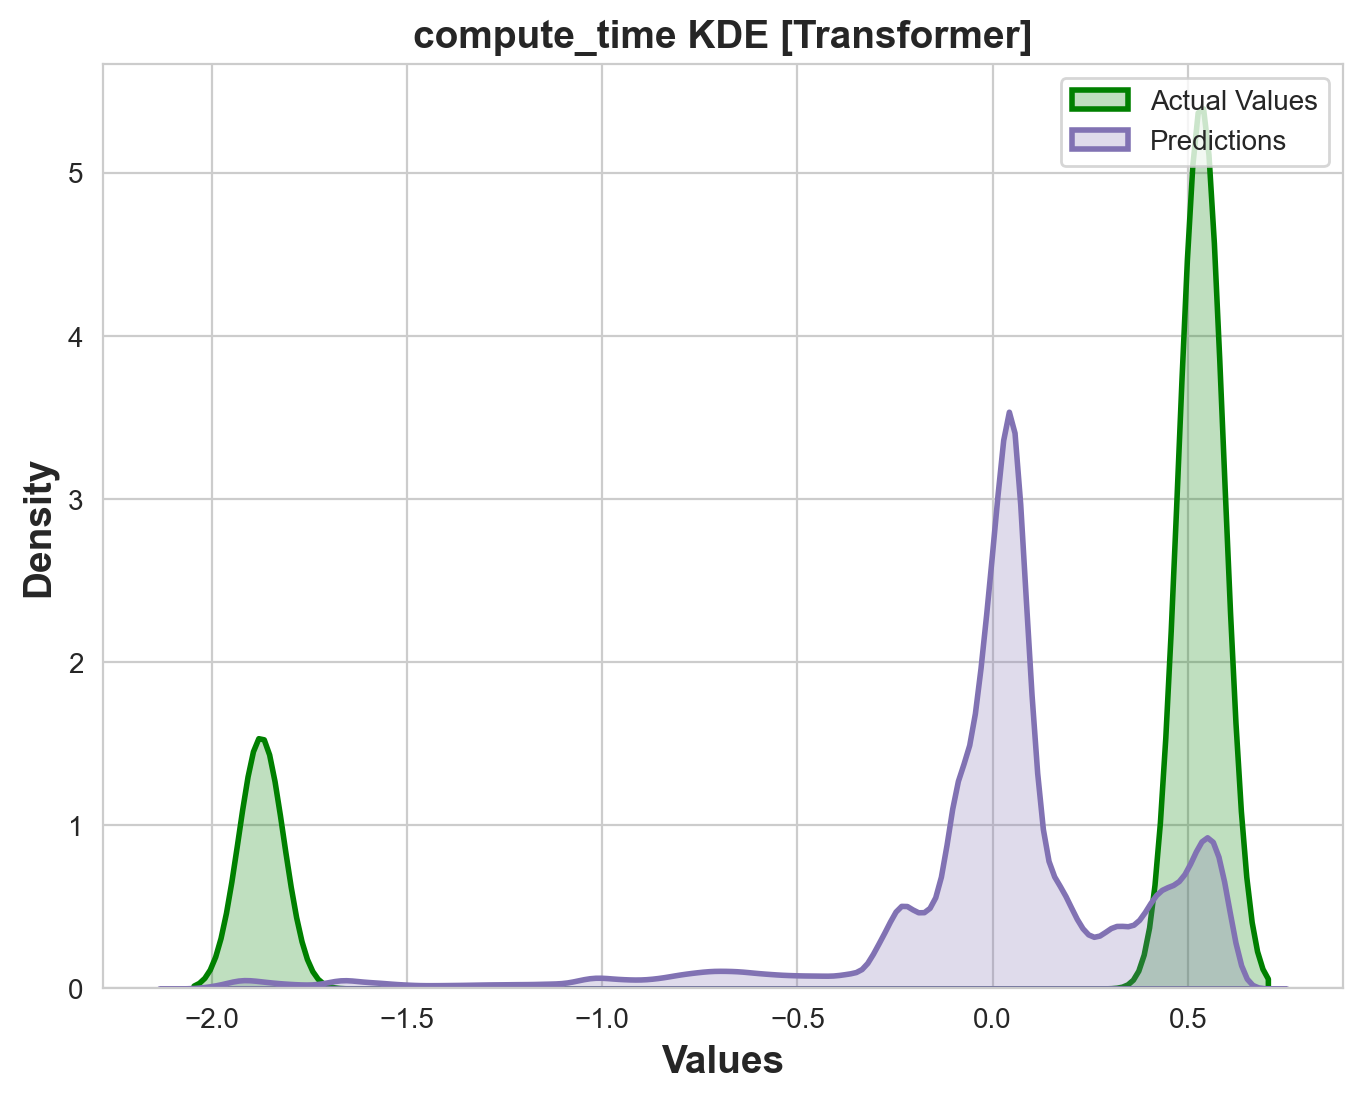 compute_time KDE [Transformer]
Actual Values
Predictions
5
4
3
2
1
0
Density
−2.0 −1.5 −1.0 −0.5 0.0 0.5
Values